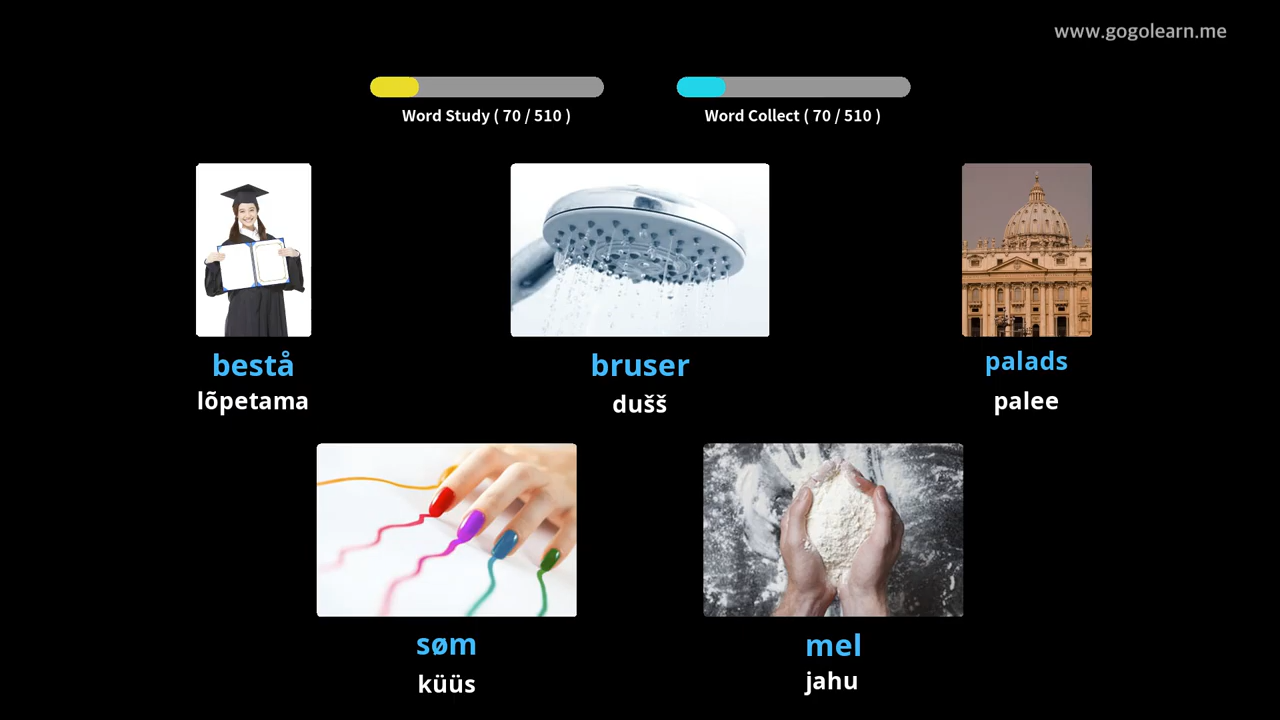 www.gogolearn.me
Word Study ( 70 / 510 )
Word Collect ( 70 / 510 )
bestå
lõpetama
bruser
dušš
palads
palee
søm
küüs
mel
jahu